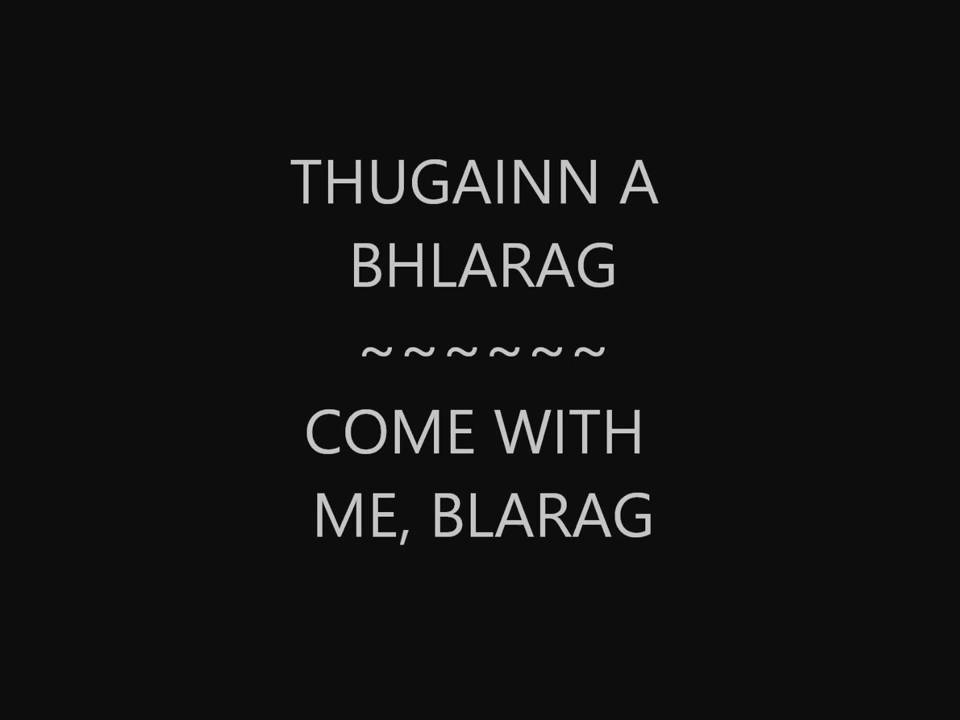 THUGAINN A
BHLARAG
~~~~~~
COME WITH
ME, BLARAG